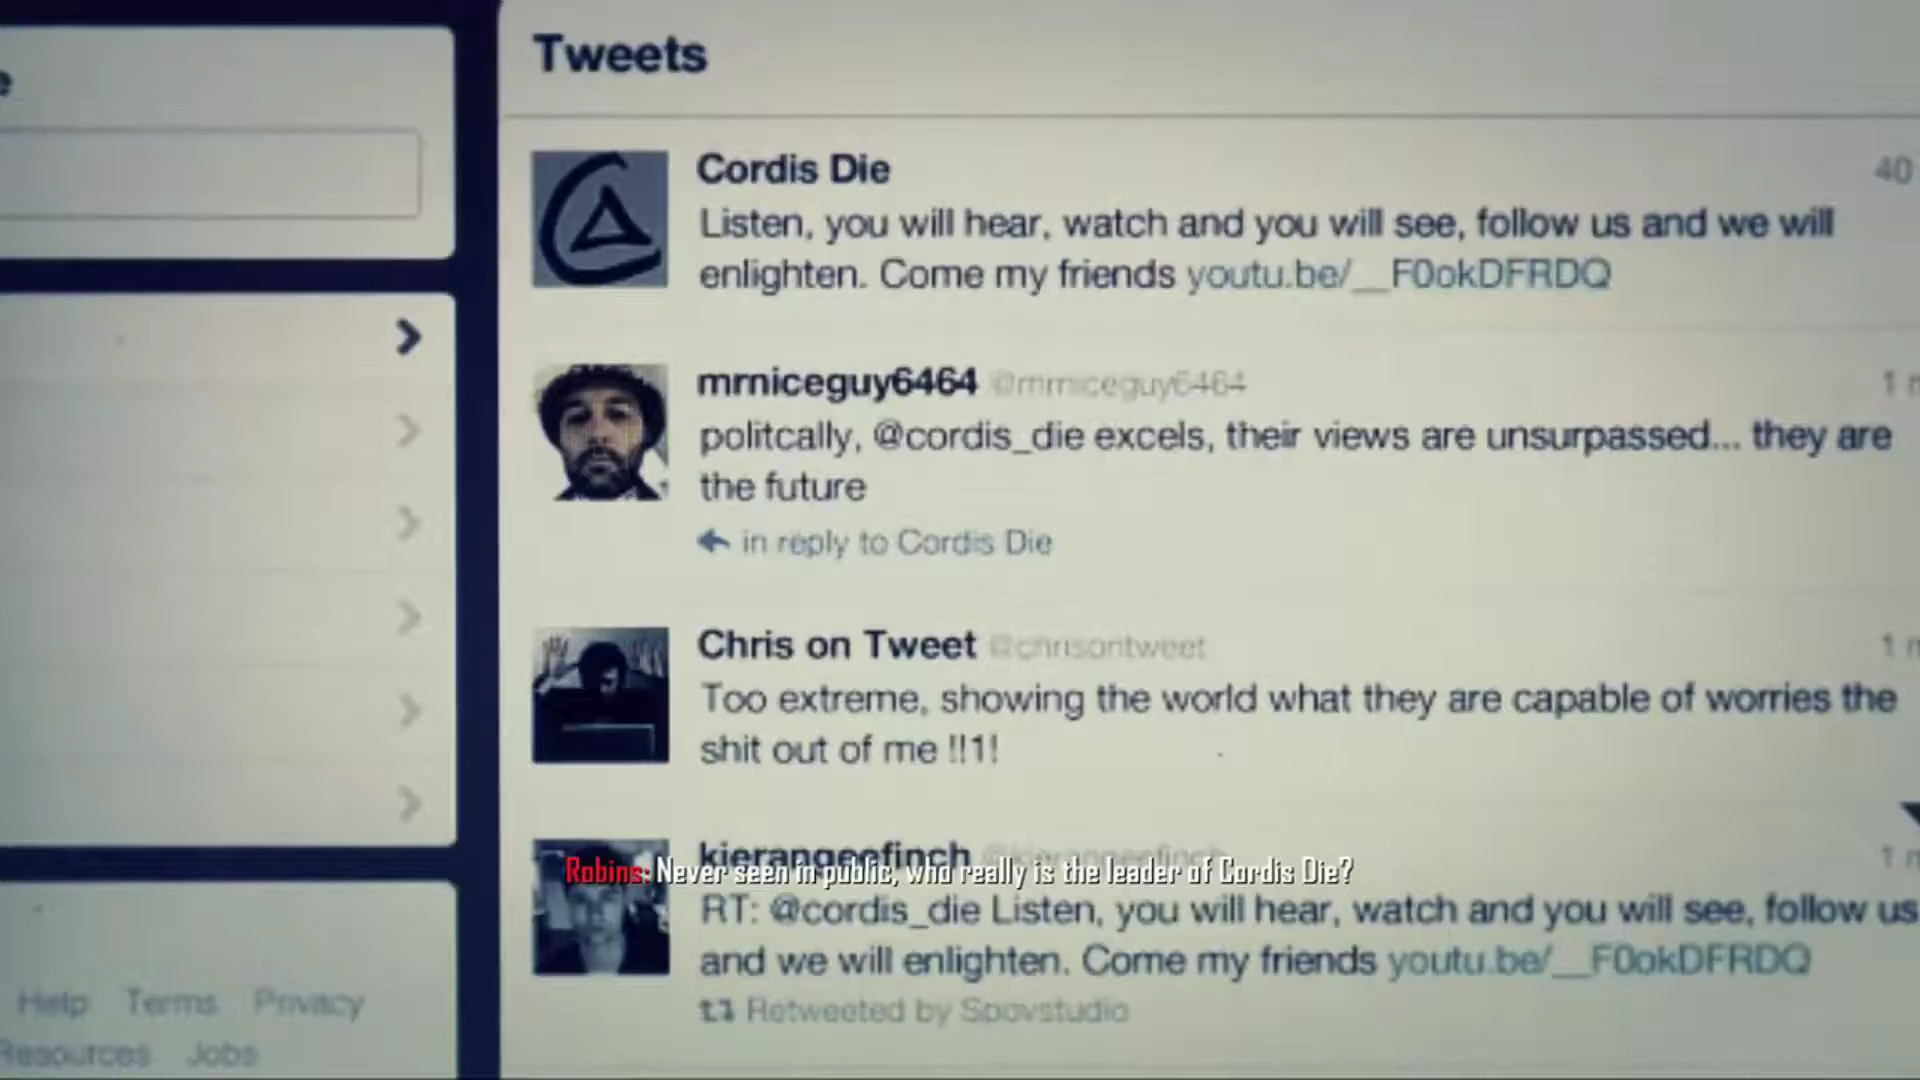 e
Tweets
Cordis Die
40
Listen, you will hear, watch and you will see, follow us and we will
enlighten. Come my friends youtu.be/__F0okDFRDQ
mrniceguy6464 @mrniceguy6464
1 m
politcally, @cordis_die excels, their views are unsurpassed... they are
the future
in reply to Cordis Die
Chris on Tweet @chrisontweet
1 m
Too extreme, showing the world what they are capable of worries the
shit out of me !!1!
kierangeefinch @kierangeefinch
1 m
Robins: Never seen in public, who really is the leader of Cordis Die?
RT: @cordis_die Listen, you will hear, watch and you will see, follow us
and we will enlighten. Come my friends youtu.be/__F0okDFRDQ
Retweeted by Spovstudio
Help Terms Privacy
Resources Jobs